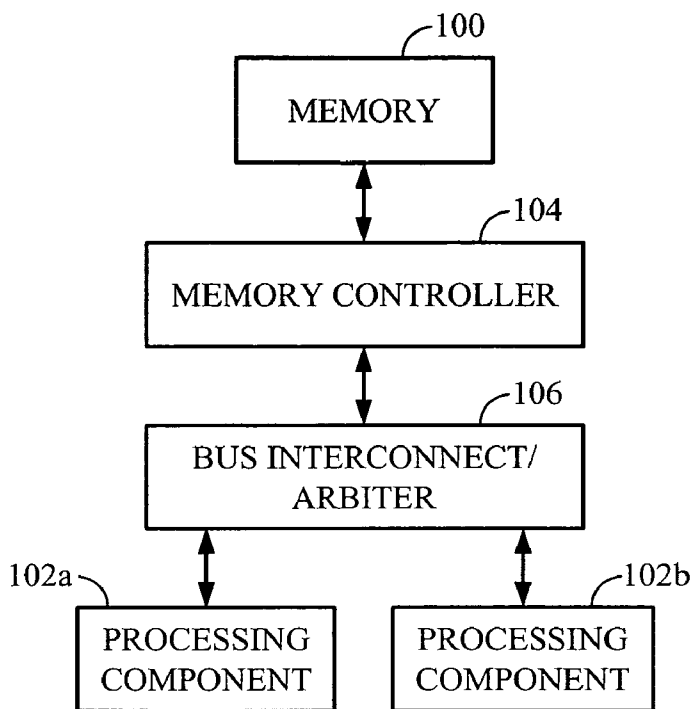 100
MEMORY
104
MEMORY CONTROLLER
106
BUS INTERCONNECT/
ARBITER
102a
102b
PROCESSING
COMPONENT
PROCESSING
COMPONENT